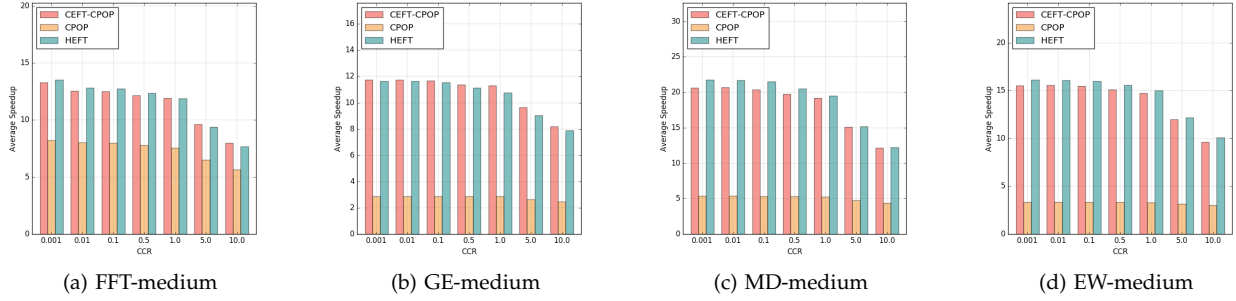 CEFT-CPOP
CPOP
HEFT
Average Speedup
20
15
10
5
0
0.001 0.01 0.1 0.5 1.0 5.0 10.0
CCR
(a) FFT-medium
CEFT-CPOP
CPOP
HEFT
Average Speedup
16
14
12
10
8
6
4
2
0
0.001 0.01 0.1 0.5 1.0 5.0 10.0
CCR
(b) GE-medium
CEFT-CPOP
CPOP
HEFT
Average Speedup
30
25
20
15
10
5
0
0.001 0.01 0.1 0.5 1.0 5.0 10.0
CCR
(c) MD-medium
CEFT-CPOP
CPOP
HEFT
Average Speedup
20
15
10
5
0
0.001 0.01 0.1 0.5 1.0 5.0 10.0
CCR
(d) EW-medium